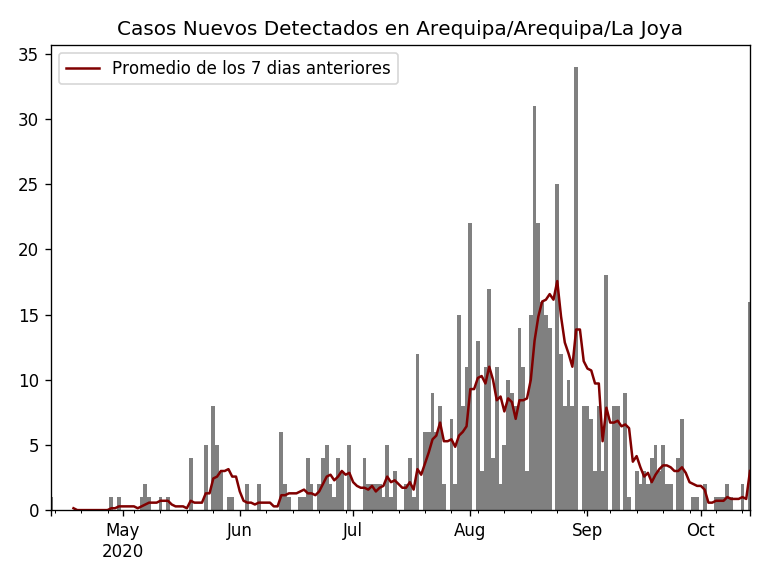 Casos Nuevos Detectados en Arequipa/Arequipa/La Joya
Promedio de los 7 dias anteriores
35
30
25
20
15
10
5
0
May
2020
Jun
Jul
Aug
Sep
Oct